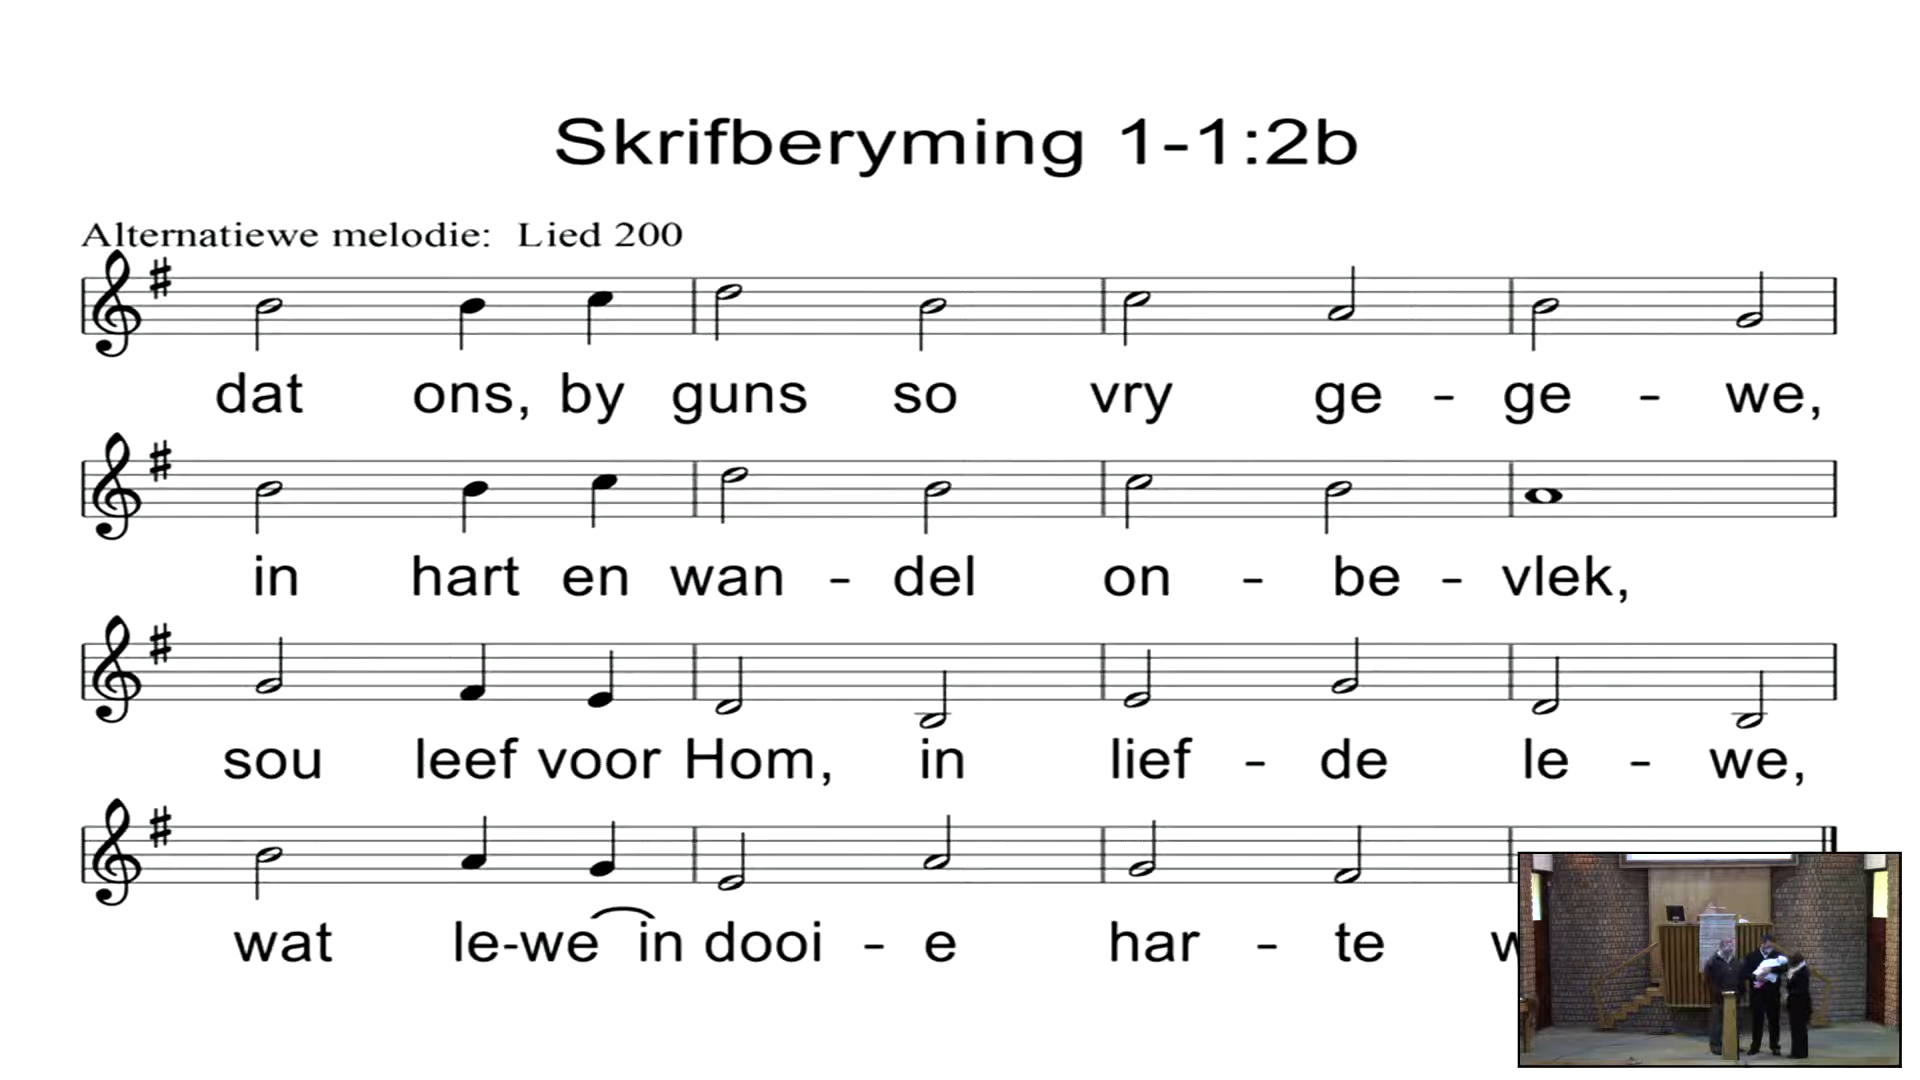 Skrifberyming 1-1:2b
Alternatiewe melodie: Lied 200
dat ons, by guns so vry ge - ge - we,
in hart en wan - del on - be - vlek,
sou leef voor Hom, in lief - de le - we,
wat le-we in dooi - e har - te